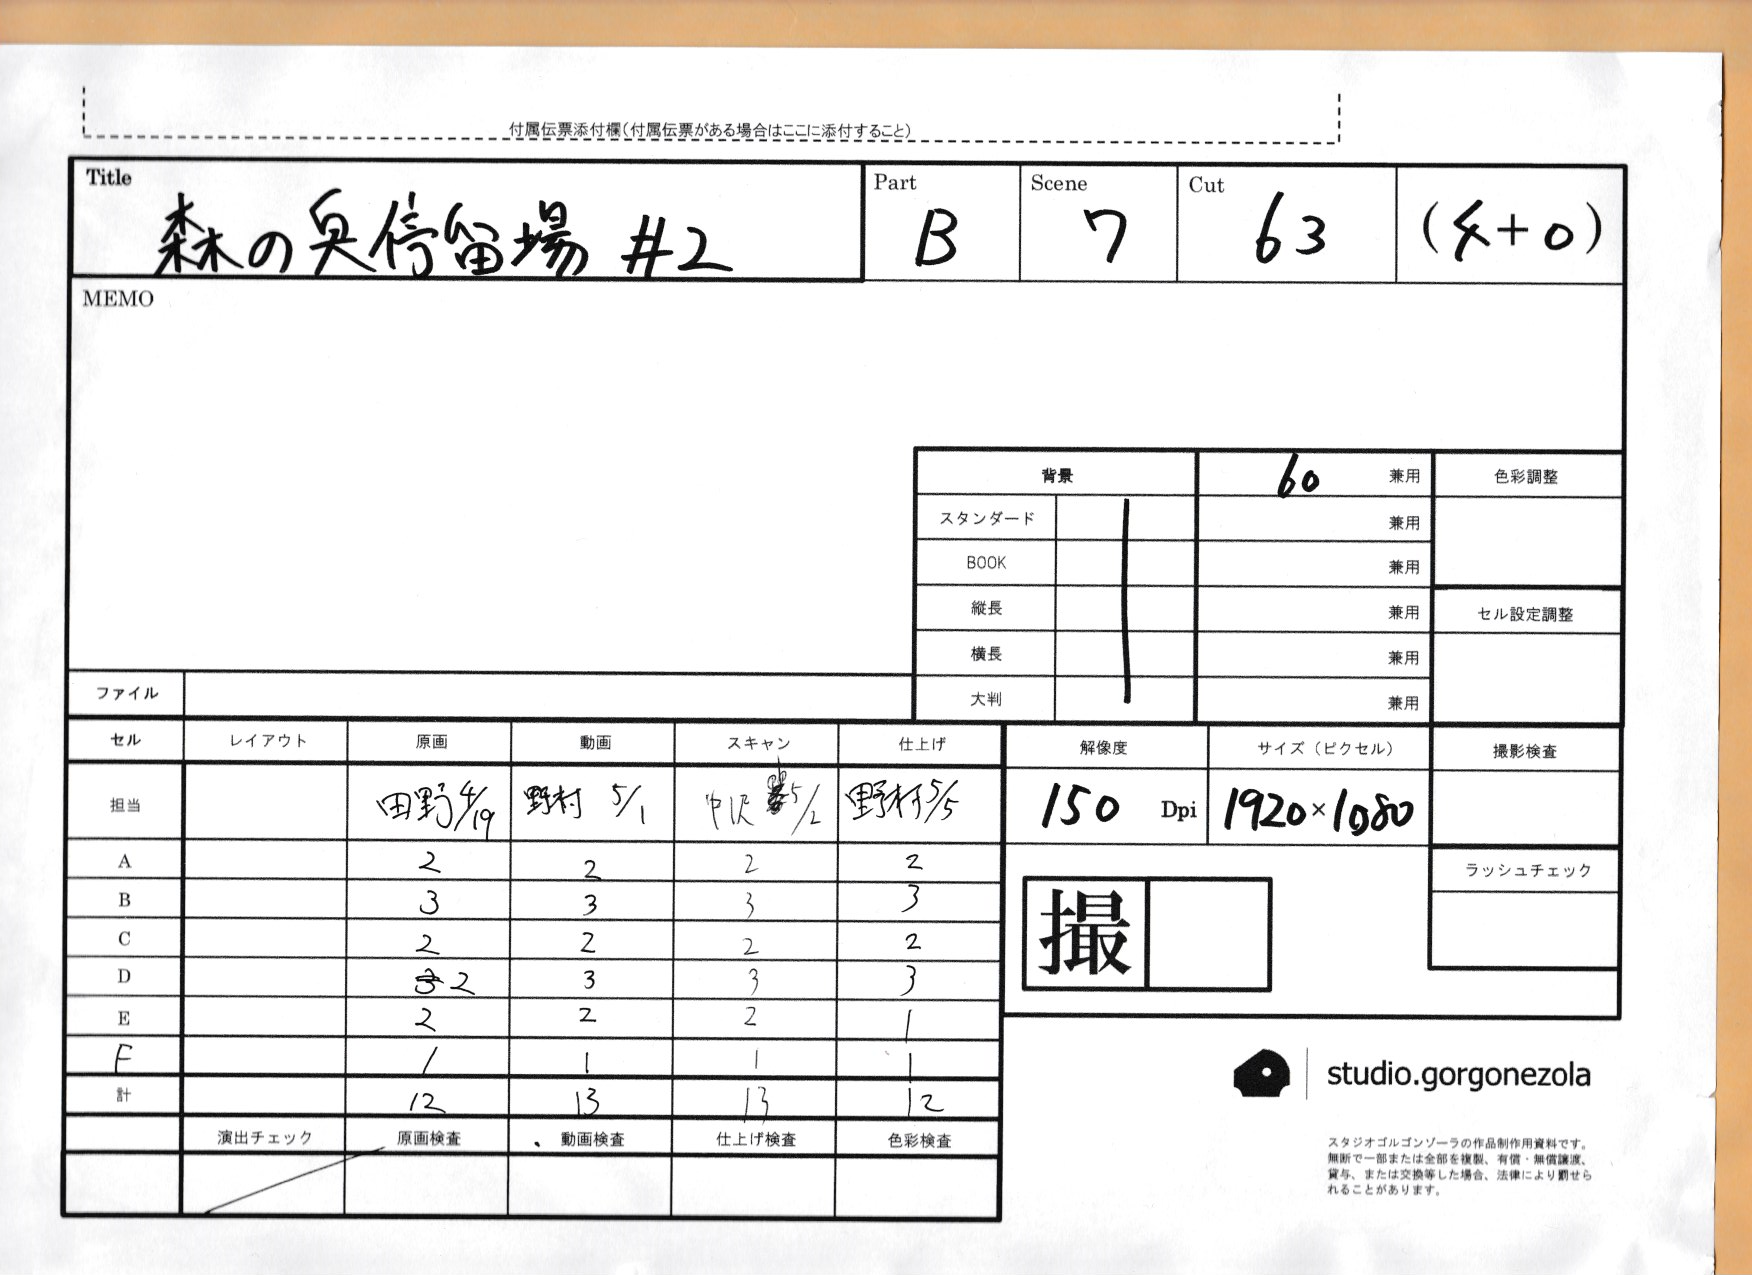 付属伝票添付欄(付属伝票がある場合はここに添付すること)
Title
森の奥停留場 #2
Part
B
Scene
7
Cut
63
(4+0)
MEMO
背景 60 兼用 色彩調整
スタンダード 兼用
BOOK 兼用
縦長 兼用 セル設定調整
横長 兼用
大判 兼用
ファイル
セル レイアウト 原画 動画 スキャン 仕上げ
担当 田野 4/19 野村 5/1 中沢 5/2 野村 5/5
A 2 2 2 2
B 3 3 3 3
C 2 2 2 2
D 2 3 3 3
E 2 2 2 1
F 1 1 1 1
計 12 13 13 12
演出チェック 原画検査 動画検査 仕上げ検査 色彩検査
解像度 サイズ(ピクセル) 撮影検査
150 Dpi 1920×1080
ラッシュチェック
撮
studio.gorgonezola
スタジオゴルゴンゾーラの作品制作用資料です。
無断で一部または全部を複製、有償・無償譲渡、
貸与、または交換等した場合、法律により罰せら
れることがあります。